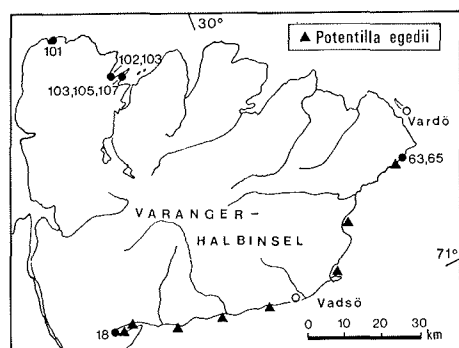 30°
▲ Potentilla egedii
101
102,103
103,105,107
Vardö
63,65
VARANGER-
HALBINSEL
71°
Vadsö
18
0 10 20 30
km